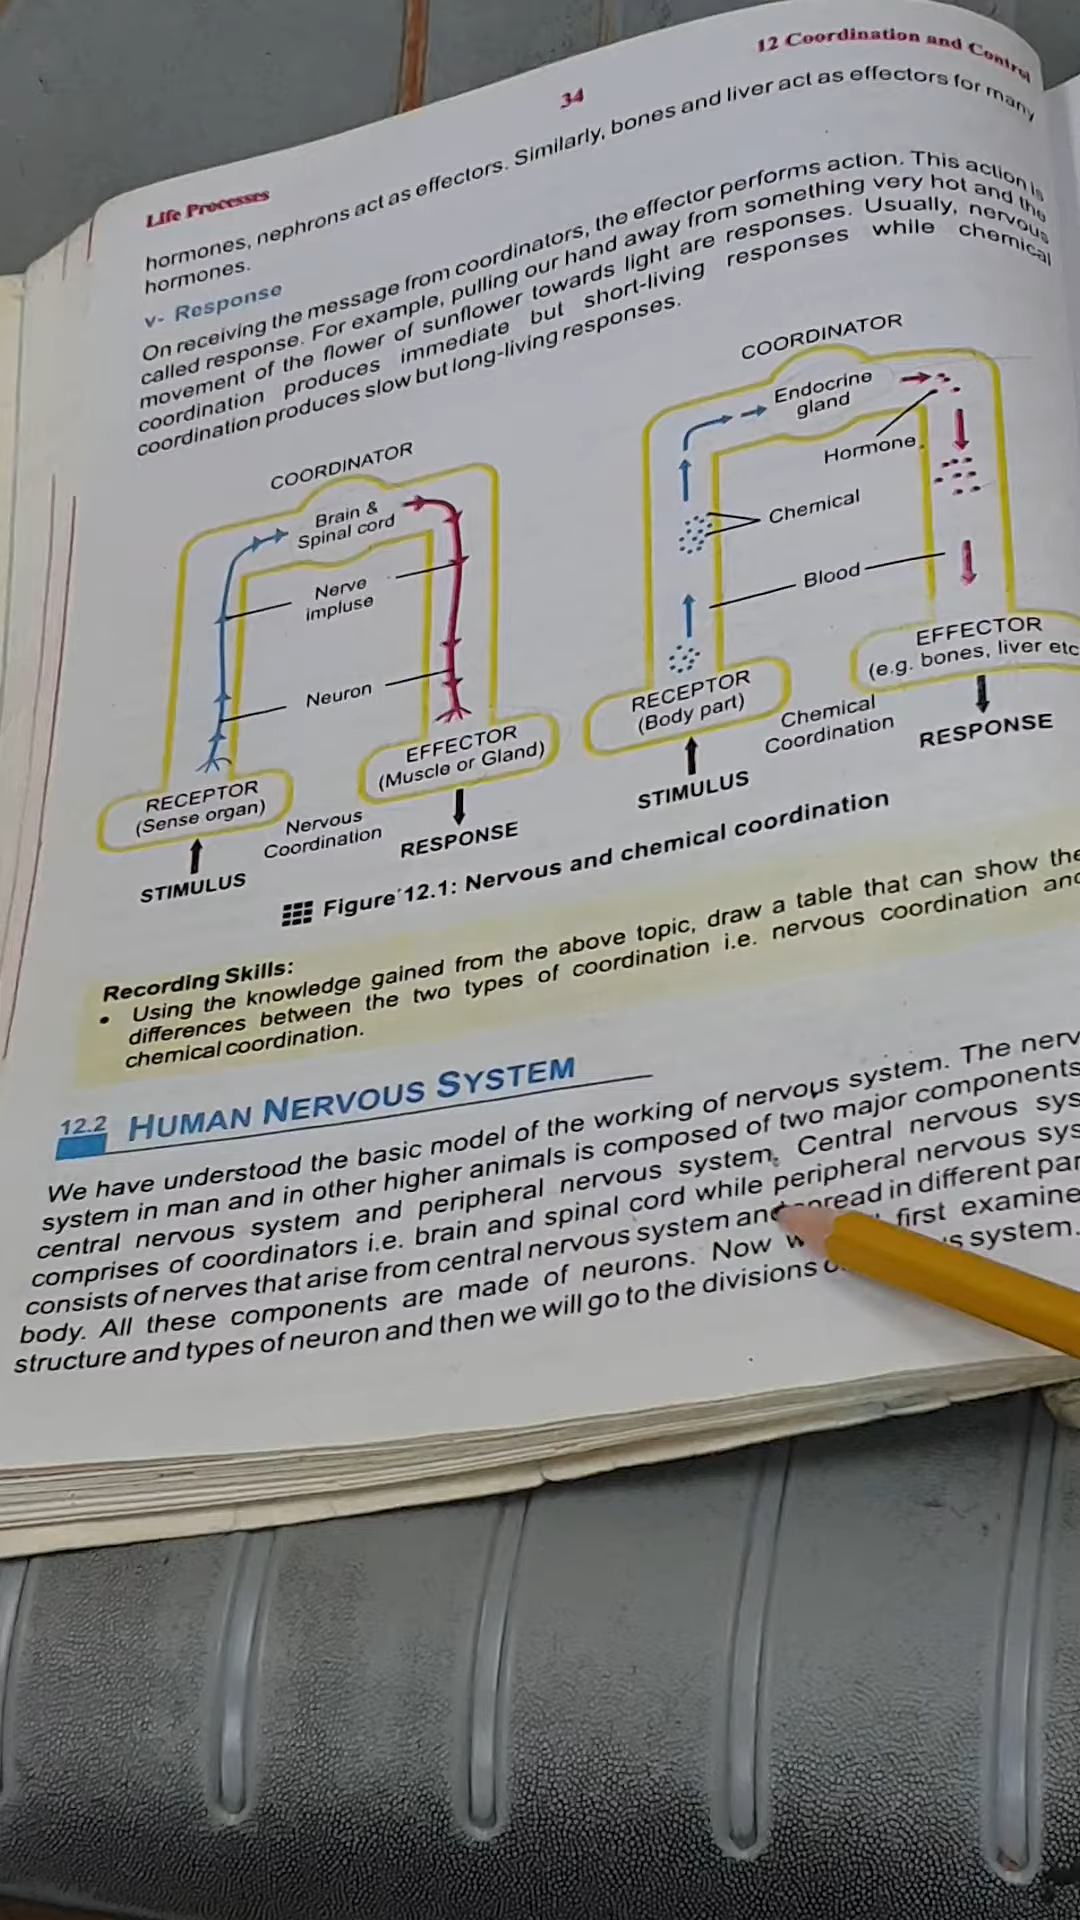 12 Coordination and Control
34
Life Processes
hormones, nephrons act as effectors. Similarly, bones and liver act as effectors for many
hormones.
v- Response
On receiving the message from coordinators, the effector performs action. This action is
called response. For example, pulling our hand away from something very hot and the
movement of the flower of sunflower towards light are responses. Usually, nervous
coordination produces immediate but short-living responses while chemical
coordination produces slow but long-living responses.
COORDINATOR
Brain &
Spinal cord
Nerve
impluse
Neuron
RECEPTOR
(Sense organ)
EFFECTOR
(Muscle or Gland)
Nervous
Coordination
STIMULUS
RESPONSE
COORDINATOR
Endocrine
gland
Hormone
Chemical
Blood
RECEPTOR
(Body part)
EFFECTOR
(e.g. bones, liver etc
Chemical
Coordination
STIMULUS
RESPONSE
Figure 12.1: Nervous and chemical coordination
Recording Skills:
• Using the knowledge gained from the above topic, draw a table that can show the
differences between the two types of coordination i.e. nervous coordination and
chemical coordination.
12.2 HUMAN NERVOUS SYSTEM
We have understood the basic model of the working of nervous system. The nerv
system in man and in other higher animals is composed of two major components
central nervous system and peripheral nervous system. Central nervous sys
comprises of coordinators i.e. brain and spinal cord while peripheral nervous sys
consists of nerves that arise from central nervous system and spread in different par
body. All these components are made of neurons. Now first examine
structure and types of neuron and then we will go to the divisions system.